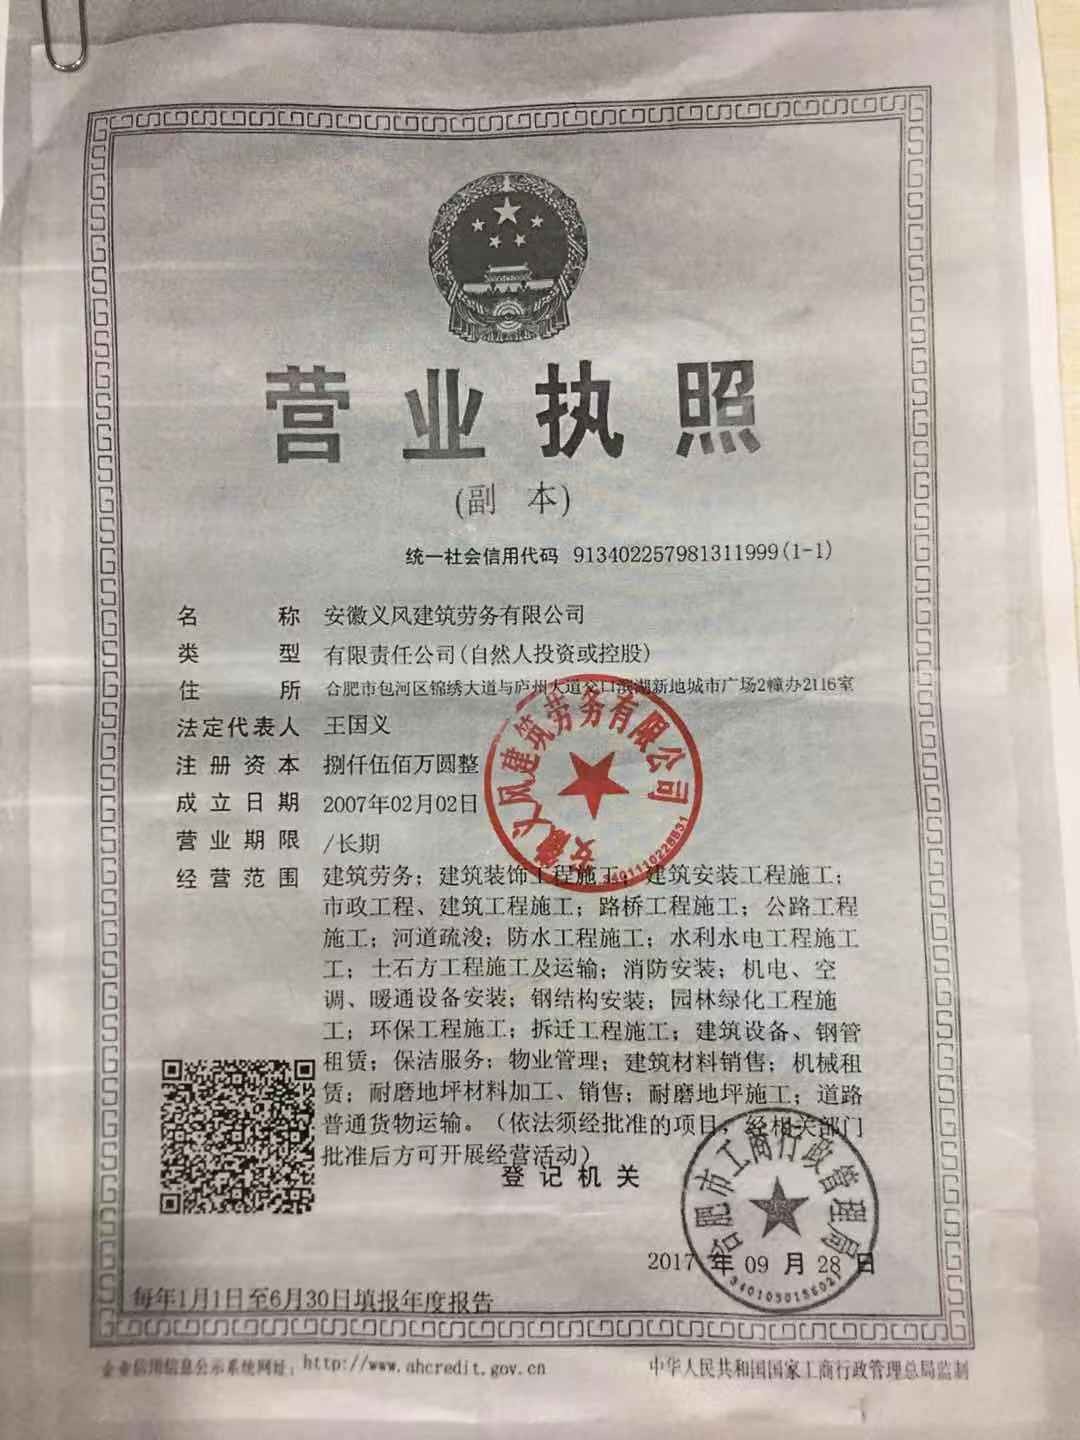 营业执照
(副 本)
统一社会信用代码 913402257981311999(1-1)
名 称 安徽义风建筑劳务有限公司
类 型 有限责任公司(自然人投资或控股)
住 所 合肥市包河区锦绣大道与庐州大道交口滨湖新地城市广场2幢办2116室
法定代表人 王国义
注册资本 捌仟伍佰万圆整
成立日期 2007年02月02日
营业期限 /长期
经营范围 建筑劳务；建筑装饰工程施工；建筑安装工程施工；
市政工程、建筑工程施工；路桥工程施工；公路工程
施工；河道疏浚；防水工程施工；水利水电工程施工
工；土石方工程施工及运输；消防安装；机电、空
调、暖通设备安装；钢结构安装；园林绿化工程施
工；环保工程施工；拆迁工程施工；建筑设备、钢管
租赁；保洁服务；物业管理；建筑材料销售；机械租
赁；耐磨地坪材料加工、销售；耐磨地坪施工；道路
普通货物运输。（依法须经批准的项目，经相关部门
批准后方可开展经营活动）
安徽义风建筑劳务有限公司
登记机关
合肥市工商行政管理局
2017年09月28日
每年1月1日至6月30日填报年度报告
企业信用信息公示系统网址：http://www.ahcredit.gov.cn
中华人民共和国国家工商行政管理总局监制